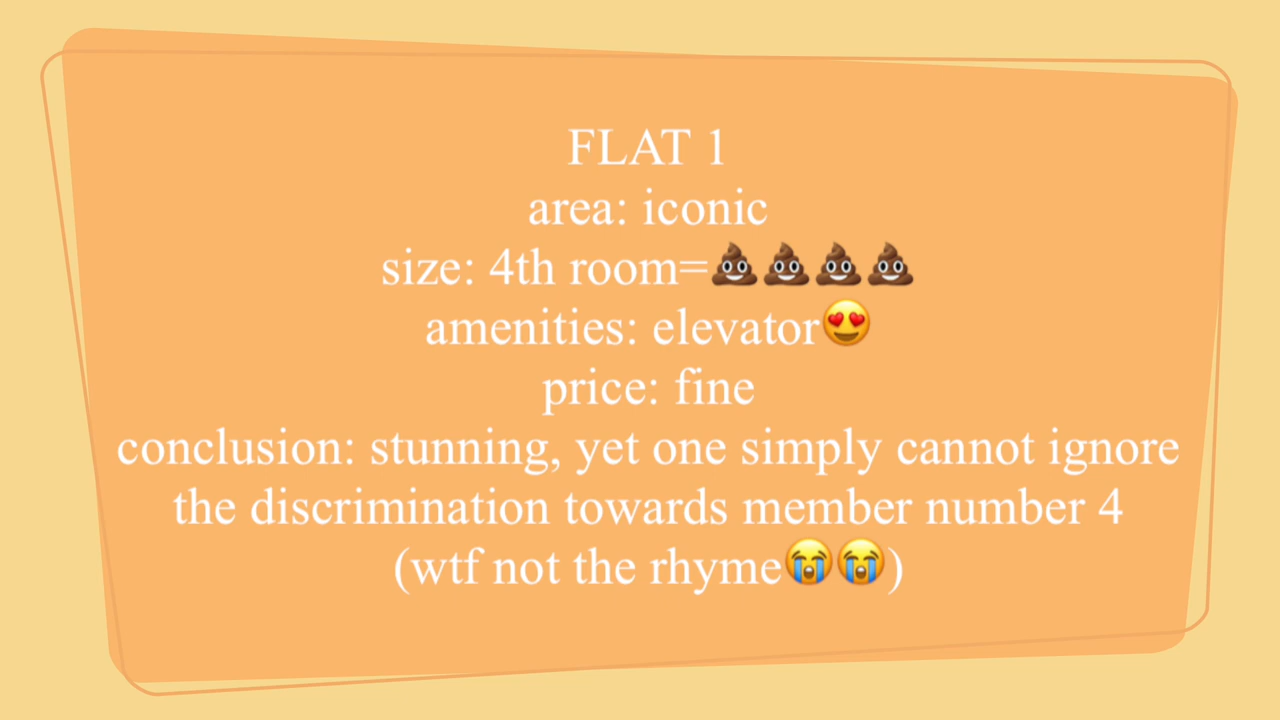 FLAT 1
area: iconic
size: 4th room=💩💩💩💩
amenities: elevator😍
price: fine
conclusion: stunning, yet one simply cannot ignore
the discrimination towards member number 4
(wtf not the rhyme😭😭)